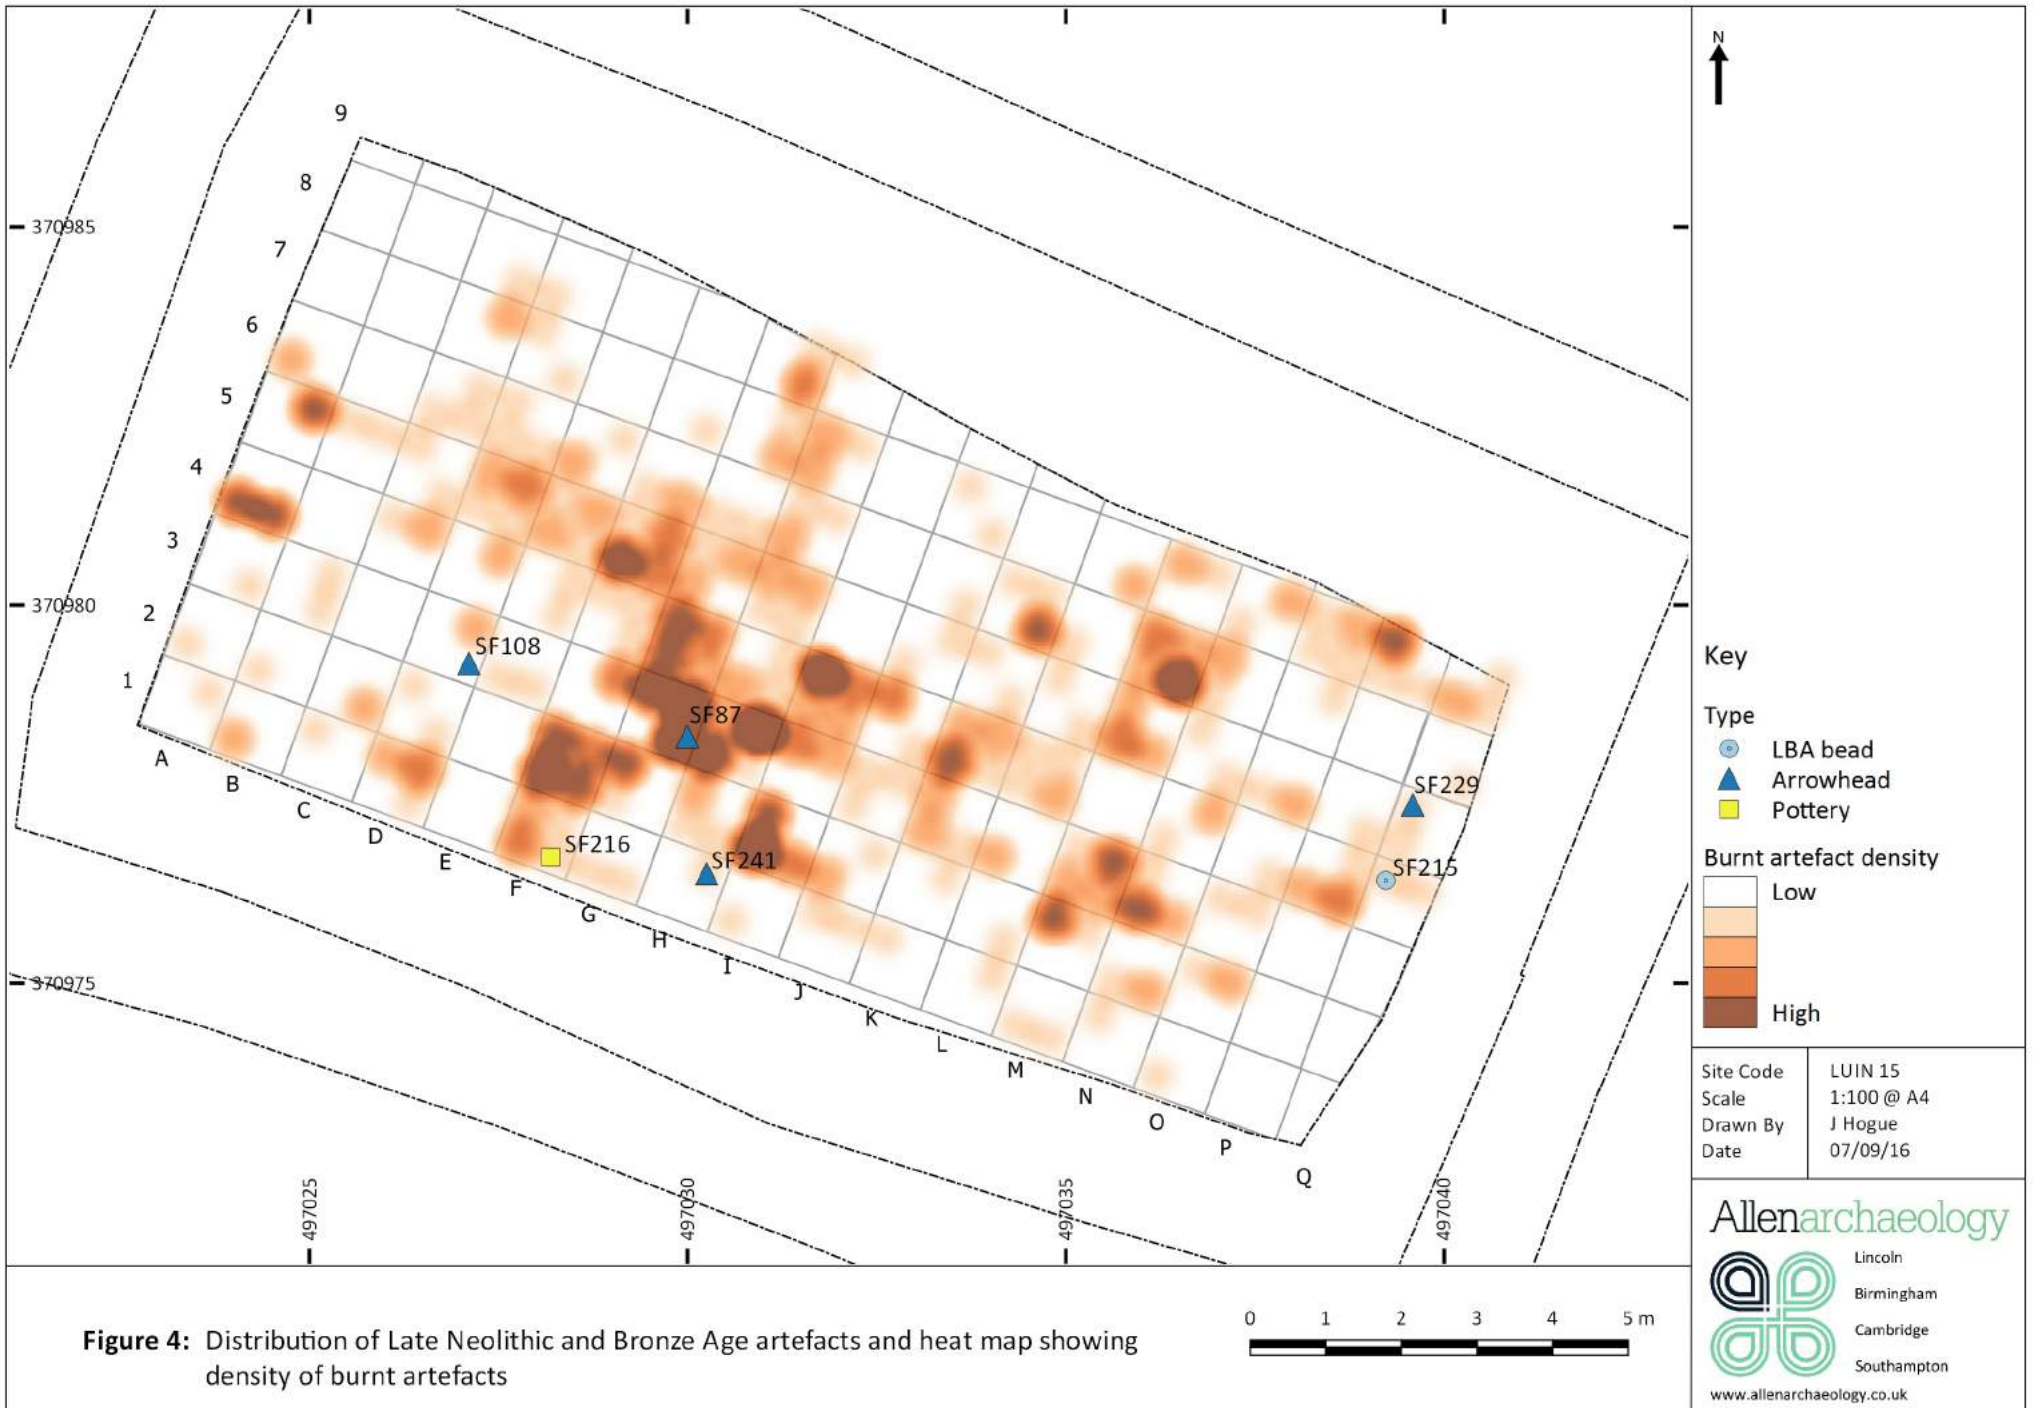 N
9
8
7
6
5
4
3
2
1
A
B
C
D
E
F
G
H
I
J
K
L
M
N
O
P
Q
370985
370980
370975
497025
497030
497035
497040
SF108
SF87
SF216
SF241
SF229
SF215
Key
Type
LBA bead
Arrowhead
Pottery
Burnt artefact density
Low
High
Site Code LUIN 15
Scale 1:100 @ A4
Drawn By J Hogue
Date 07/09/16
Allenarchaeology
Lincoln
Birmingham
Cambridge
Southampton
www.allenarchaeology.co.uk
0 1 2 3 4 5 m
Figure 4: Distribution of Late Neolithic and Bronze Age artefacts and heat map showing
density of burnt artefacts